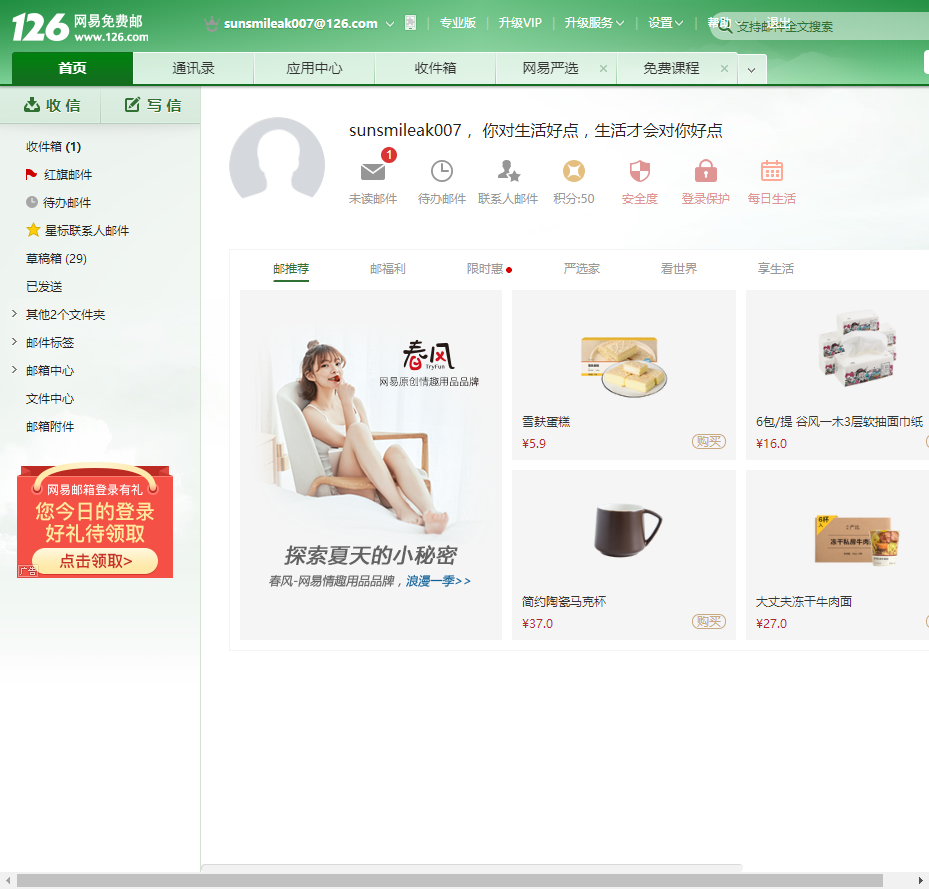 126 网易免费邮
www.126.com
sunsmileak007@126.com
专业版
升级VIP
升级服务
设置
帮助
退出
支持邮件全文搜索
首页
通讯录
应用中心
收件箱
网易严选
免费课程
收信
写信
收件箱 (1)
红旗邮件
待办邮件
星标联系人邮件
草稿箱 (29)
已发送
其他2个文件夹
邮件标签
邮箱中心
文件中心
邮箱附件
网易邮箱登录有礼
您今日的登录
好礼待领取
点击领取>
广告
sunsmileak007， 你对生活好点，生活才会对你好点
1
未读邮件
待办邮件
联系人邮件
积分:50
安全度
登录保护
每日生活
邮推荐
邮福利
限时惠
严选家
看世界
享生活
春风
TryFun
网易原创情趣用品品牌
探索夏天的小秘密
春风-网易情趣用品品牌，浪漫一季>>
雪麸蛋糕
¥5.9
购买
6包/提 谷风一木3层软抽面巾纸
¥16.0
简约陶瓷马克杯
¥37.0
购买
6杯
冻干私房牛肉
大丈夫冻干牛肉面
¥27.0